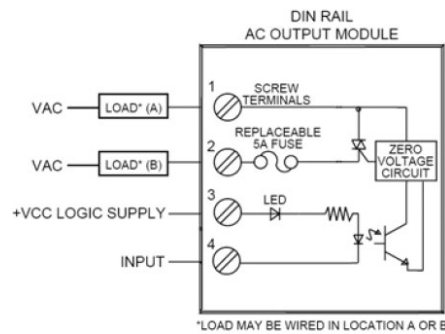 DIN RAIL
AC OUTPUT MODULE
1
SCREW
TERMINALS
VAC
LOAD* (A)
REPLACEABLE
5A FUSE
2
VAC
LOAD* (B)
ZERO
VOLTAGE
CIRCUIT
3
LED
+VCC LOGIC SUPPLY
4
INPUT
*LOAD MAY BE WIRED IN LOCATION A OR B